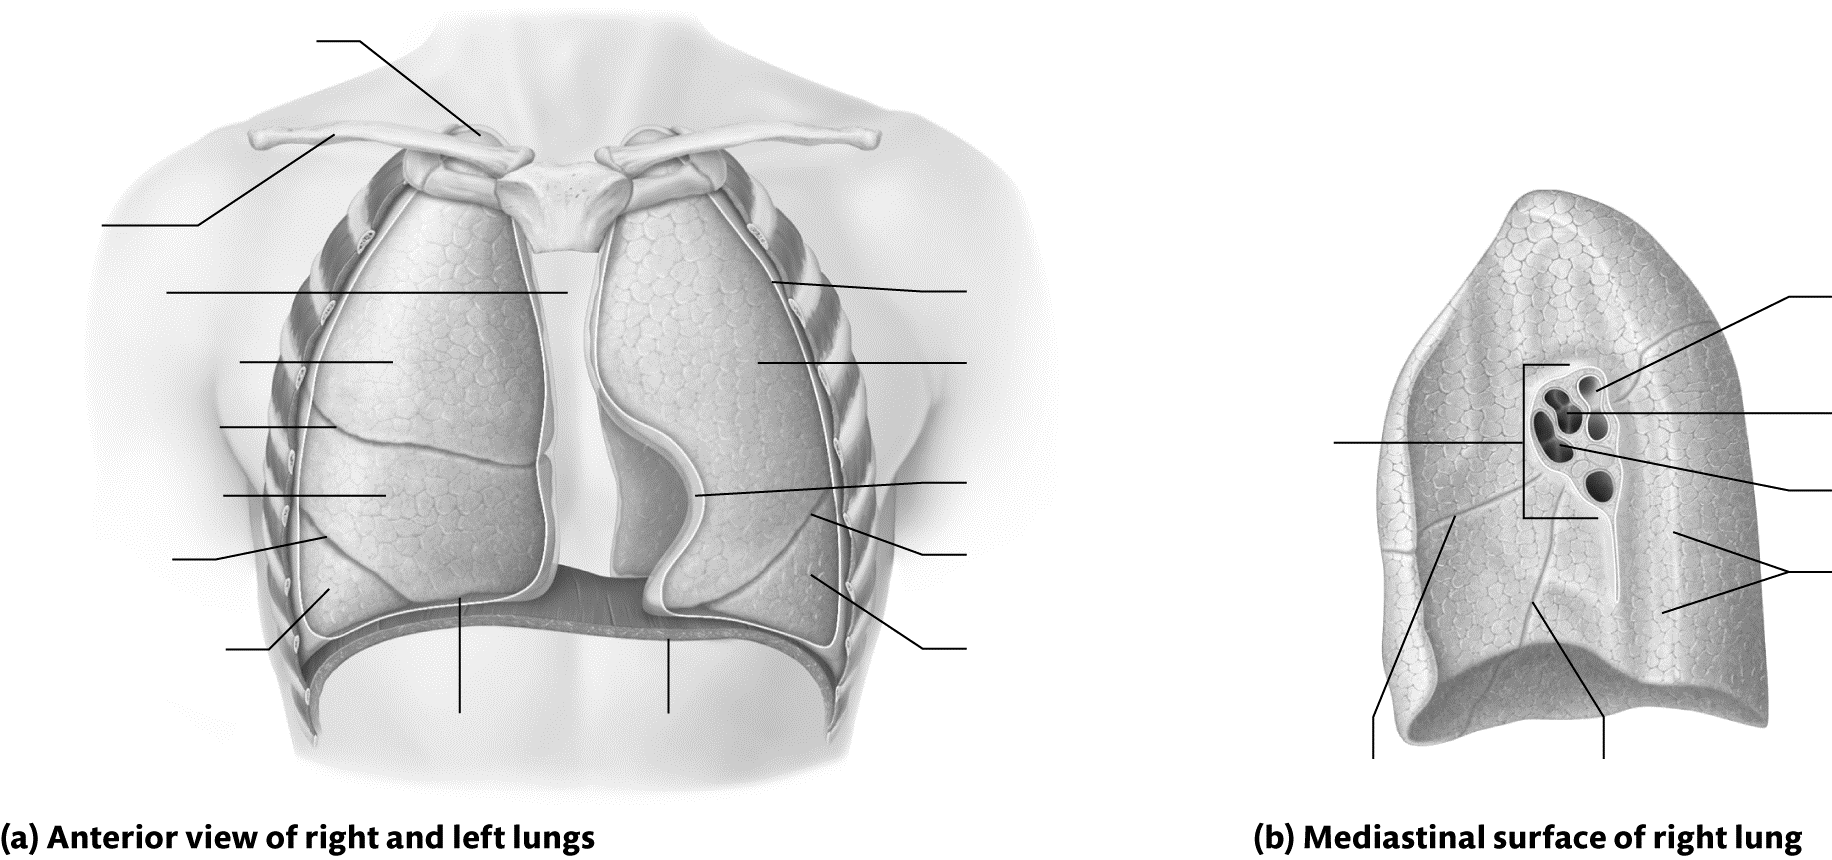 (a) Anterior view of right and left lungs
(b) Mediastinal surface of right lung